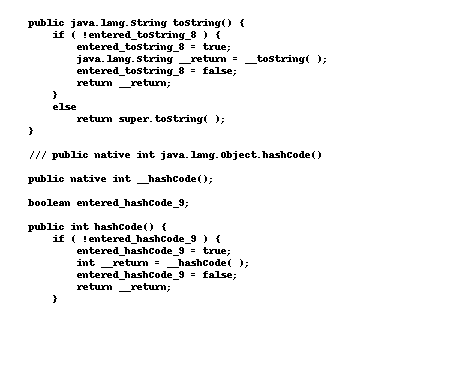 public java.lang.String toString() {
if ( !entered_toString_8 ) {
entered_toString_8 = true;
java.lang.String __return = __toString( );
entered_toString_8 = false;
return __return;
}
else
return super.toString( );
}
/// public native int java.lang.Object.hashCode()
public native int __hashCode();
boolean entered_hashCode_9;
public int hashCode() {
if ( !entered_hashCode_9 ) {
entered_hashCode_9 = true;
int __return = __hashCode( );
entered_hashCode_9 = false;
return __return;
}